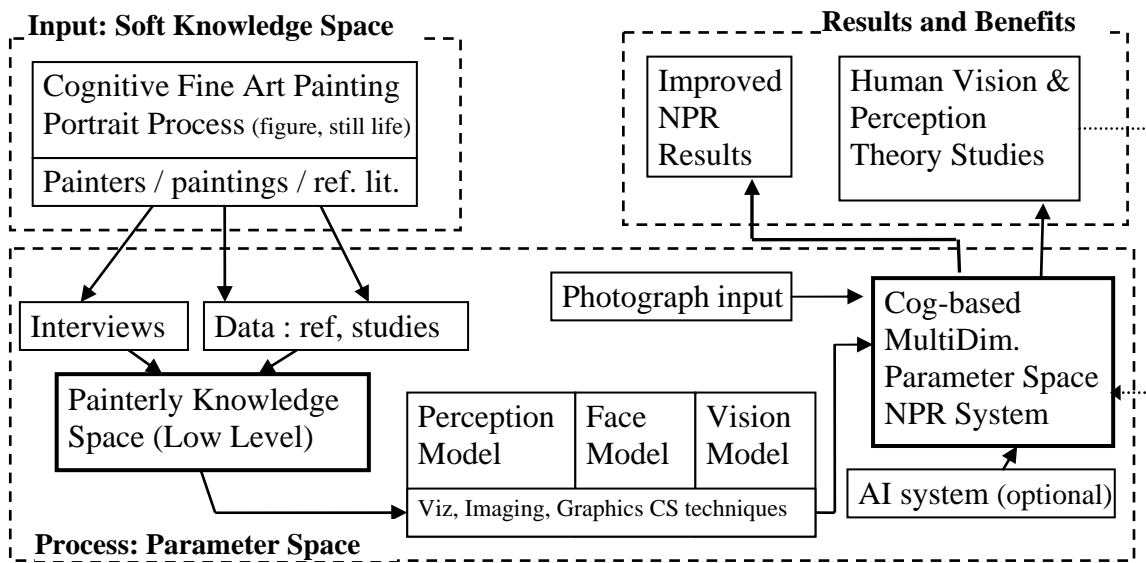 Input: Soft Knowledge Space
Cognitive Fine Art Painting
Portrait Process (figure, still life)
Painters / paintings / ref. lit.
Results and Benefits
Improved
NPR
Results
Human Vision &
Perception
Theory Studies
Interviews
Data : ref, studies
Painterly Knowledge
Space (Low Level)
Perception
Model
Face
Model
Vision
Model
Viz, Imaging, Graphics CS techniques
Photograph input
Cog-based
MultiDim.
Parameter Space
NPR System
AI system (optional)
Process: Parameter Space